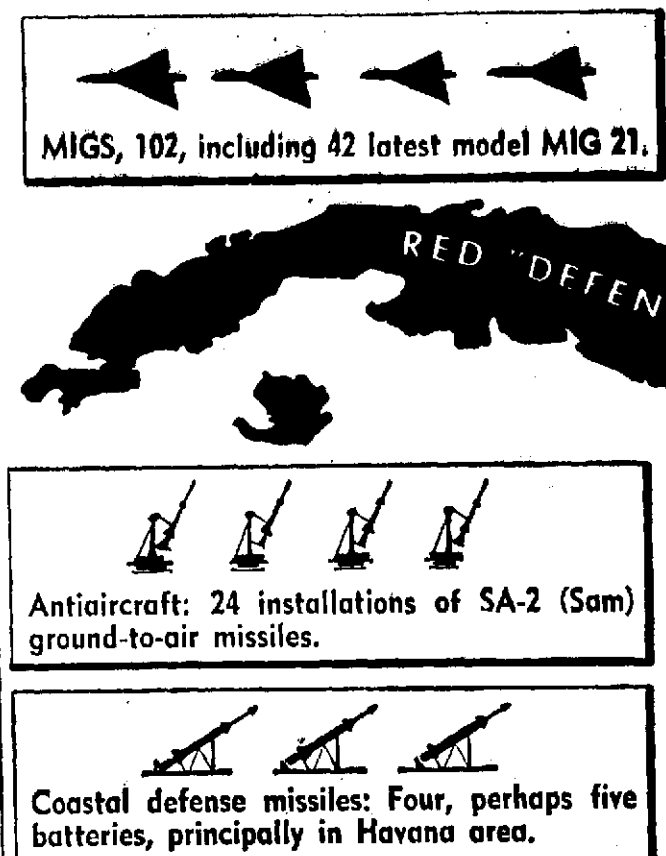 MIGS, 102, including 42 latest model MIG 21.
RED "DEFEN
Antiaircraft: 24 installations of SA-2 (Sam)
ground-to-air missiles.
Coastal defense missiles: Four, perhaps five
batteries, principally in Havana area.